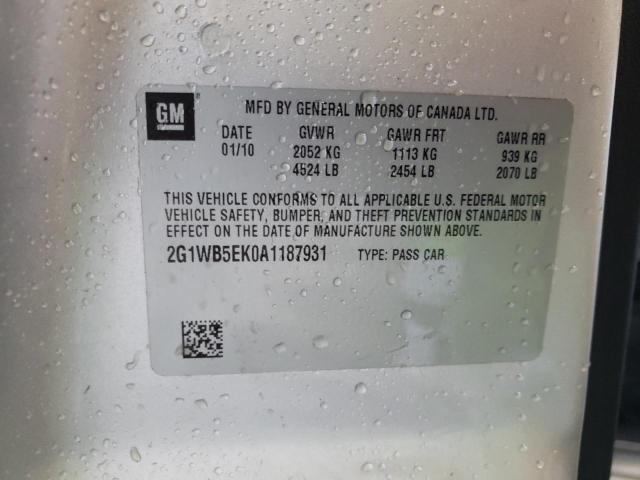 GM
MFD BY GENERAL MOTORS OF CANADA LTD.
DATE GVWR GAWR FRT GAWR RR
01/10 2052 KG 1113 KG 939 KG
4524 LB 2454 LB 2070 LB
THIS VEHICLE CONFORMS TO ALL APPLICABLE U.S. FEDERAL MOTOR
VEHICLE SAFETY, BUMPER, AND THEFT PREVENTION STANDARDS IN
EFFECT ON THE DATE OF MANUFACTURE SHOWN ABOVE.
2G1WB5EK0A1187931 TYPE: PASS CAR